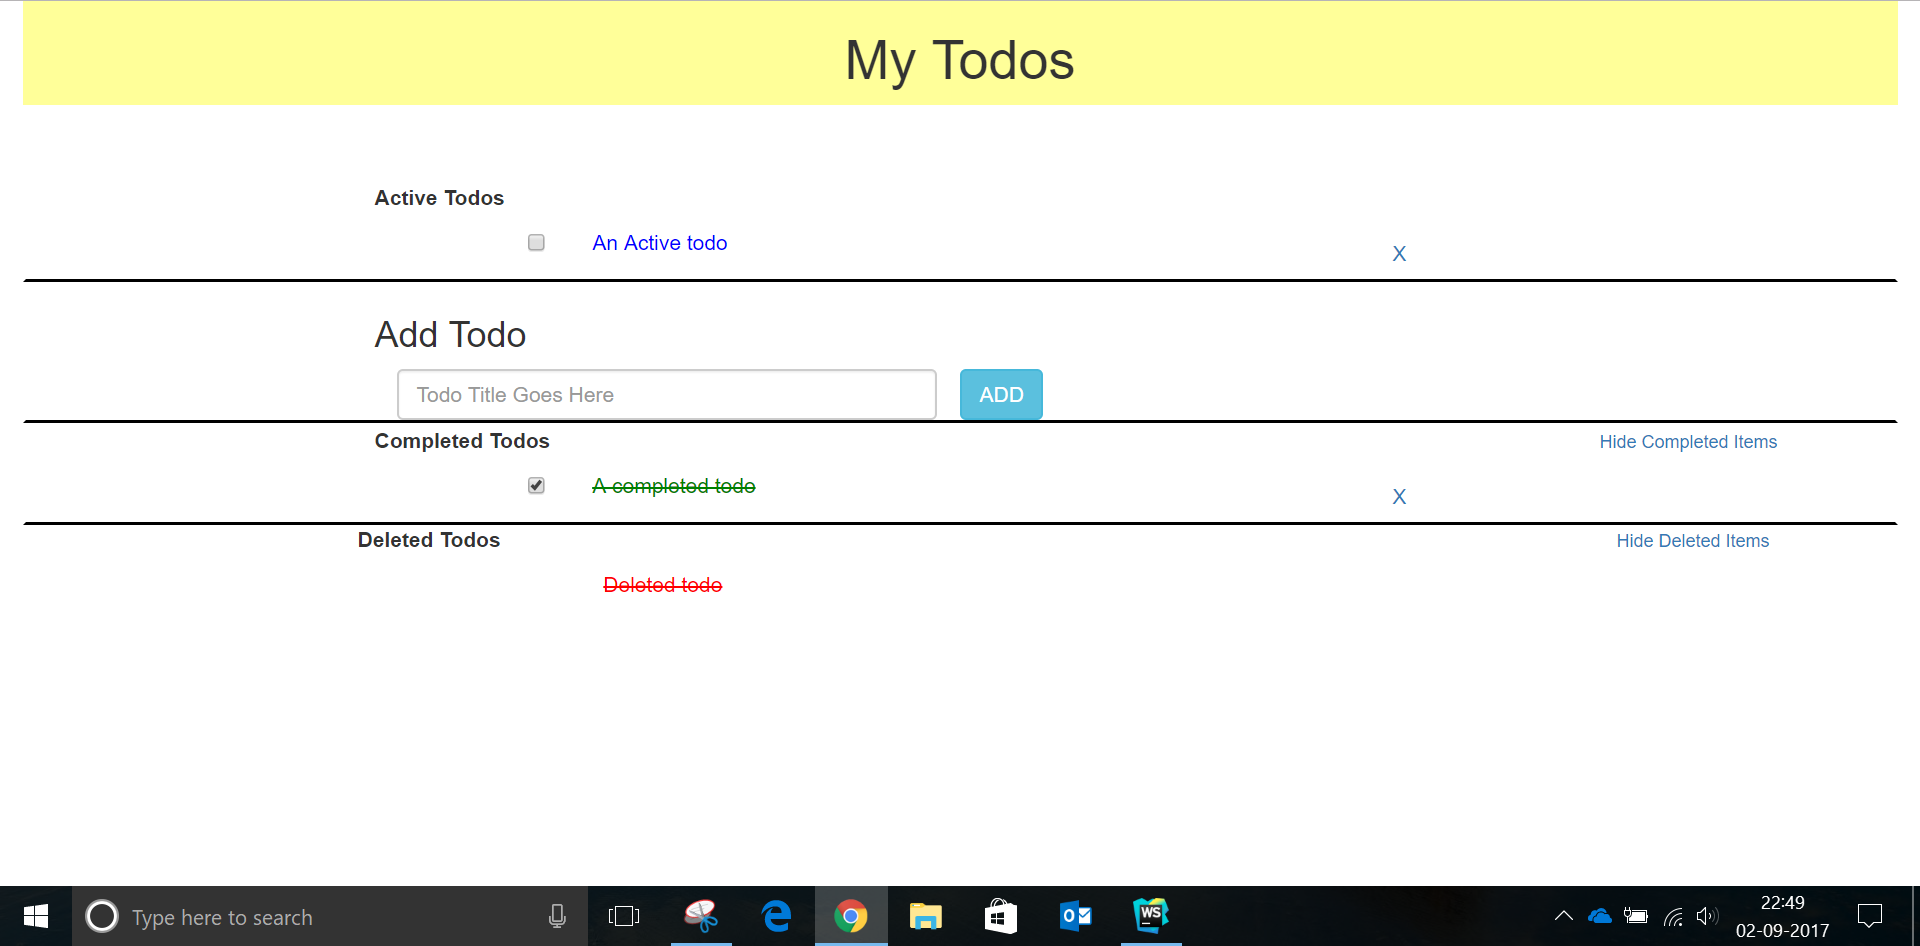 My Todos
Active Todos
An Active todo
X
Add Todo
Todo Title Goes Here
ADD
Completed Todos
Hide Completed Items
A completed todo
X
Deleted Todos
Hide Deleted Items
Deleted todo
Type here to search
WS
22:49
02-09-2017